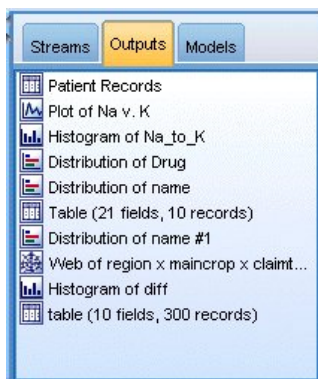 Streams Outputs Models
Patient Records
Plot of Na v. K
Histogram of Na_to_K
Distribution of Drug
Distribution of name
Table (21 fields, 10 records)
Distribution of name #1
Web of region x maincrop x claimt...
Histogram of diff
table (10 fields, 300 records)